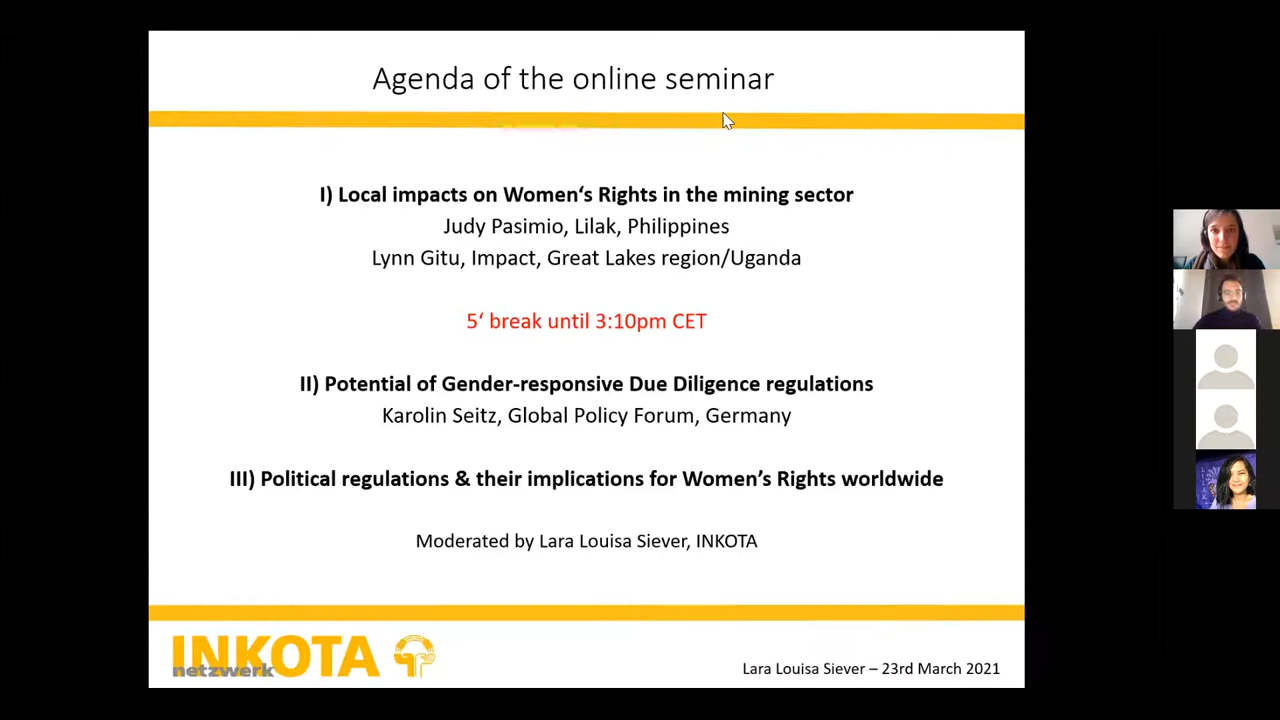 Agenda of the online seminar
I) Local impacts on Women‘s Rights in the mining sector
Judy Pasimio, Lilak, Philippines
Lynn Gitu, Impact, Great Lakes region/Uganda
5‘ break until 3:10pm CET
II) Potential of Gender-responsive Due Diligence regulations
Karolin Seitz, Global Policy Forum, Germany
III) Political regulations & their implications for Women’s Rights worldwide
Moderated by Lara Louisa Siever, INKOTA
INKOTA
netzwerk
Lara Louisa Siever – 23rd March 2021